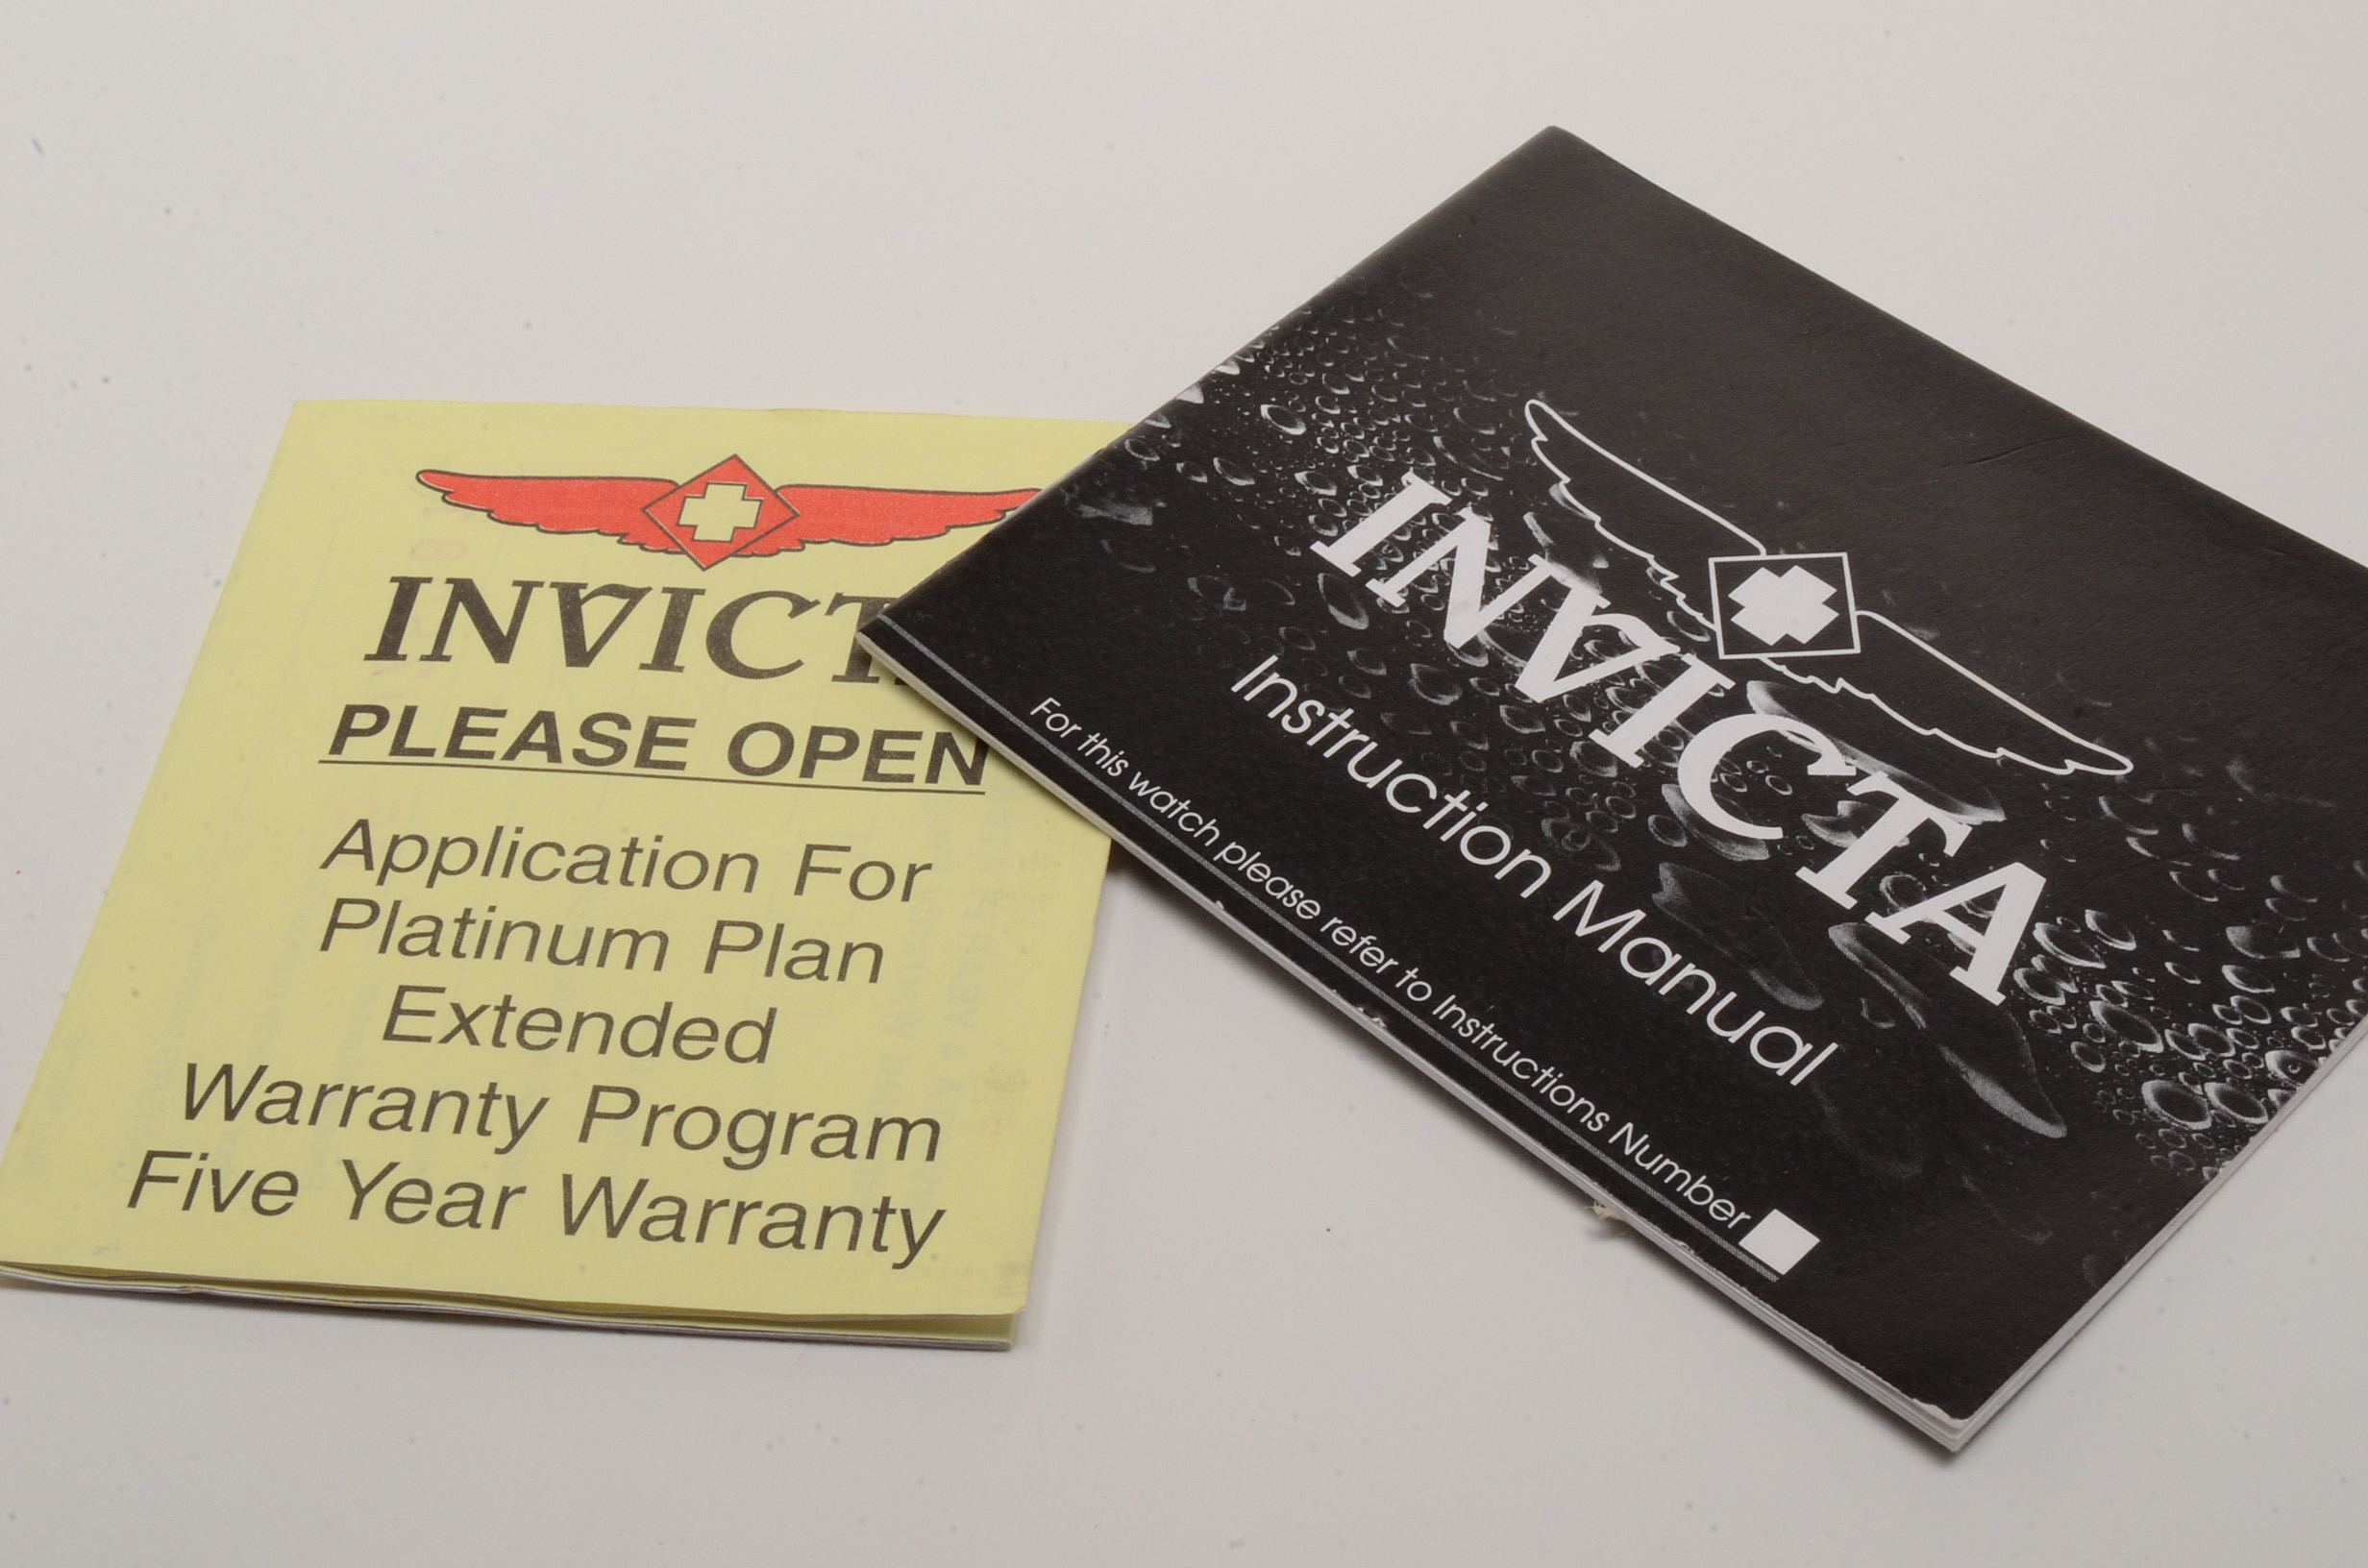 INVICT
PLEASE OPEN
Application For
Platinum Plan
Extended
Warranty Program
Five Year Warranty
INVICTA
Instruction Manual
For this watch please refer to Instructions Number